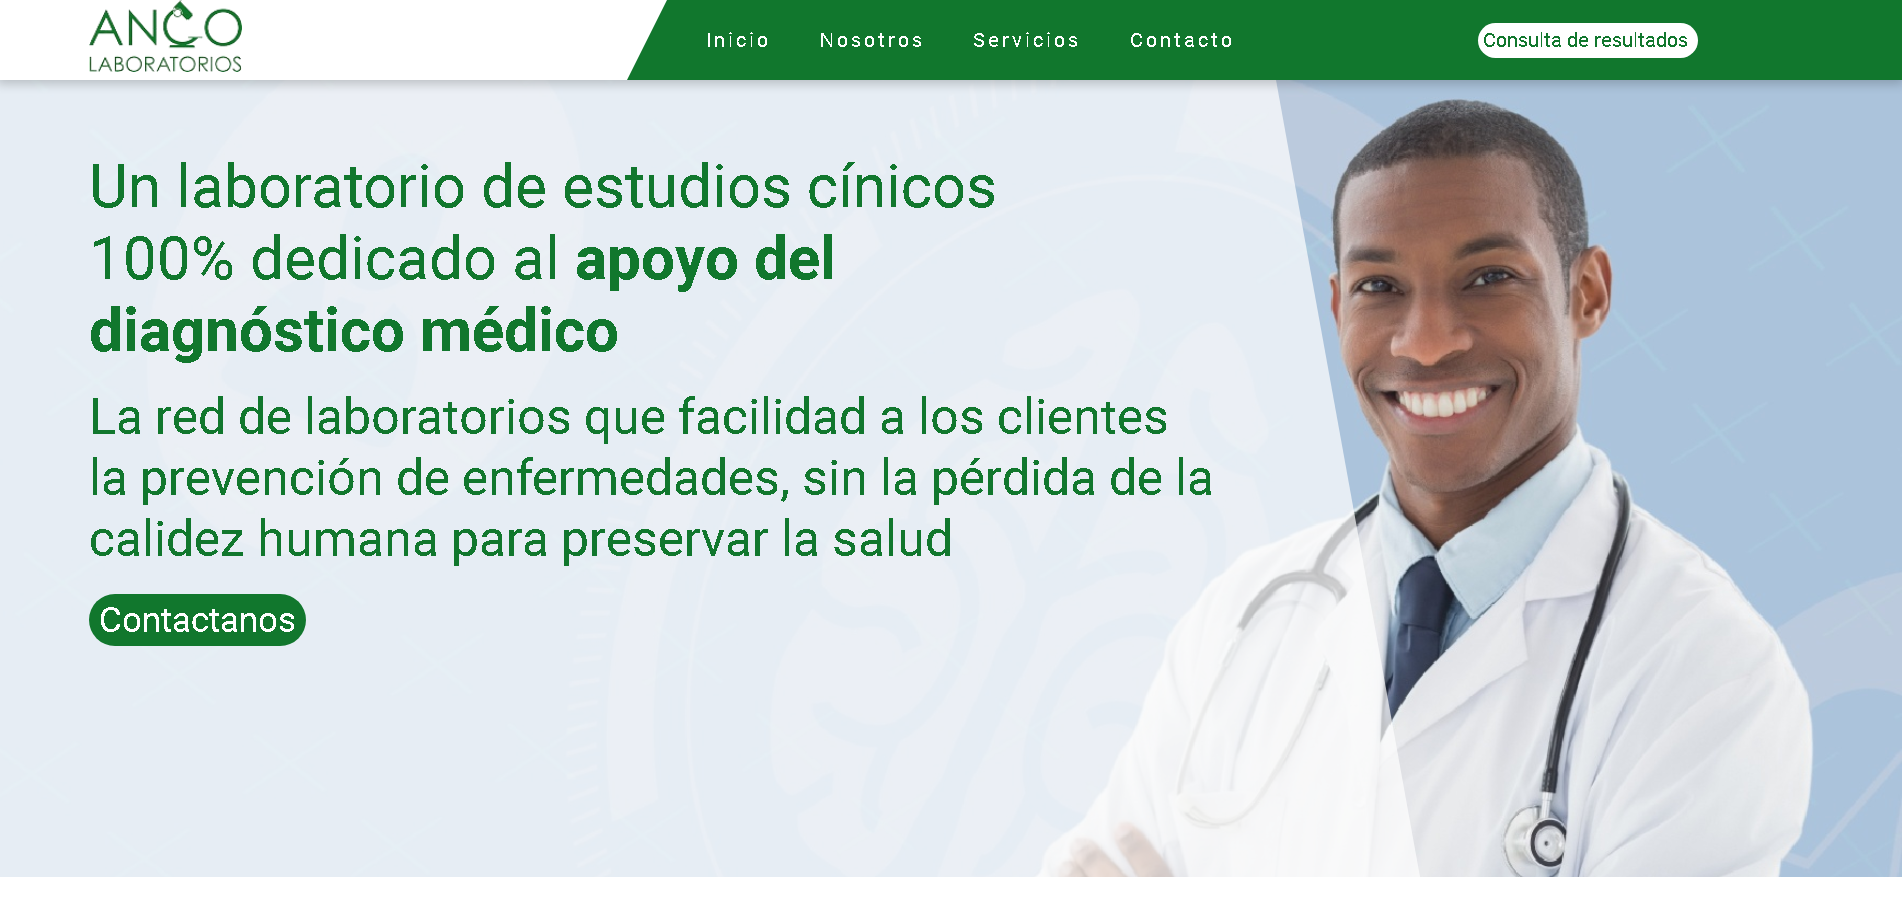 ANCO
LABORATORIOS
Inicio
Nosotros
Servicios
Contacto
Consulta de resultados
Un laboratorio de estudios cínicos
100% dedicado al apoyo del
diagnóstico médico
La red de laboratorios que facilidad a los clientes
la prevención de enfermedades, sin la pérdida de la
calidez humana para preservar la salud
Contactanos